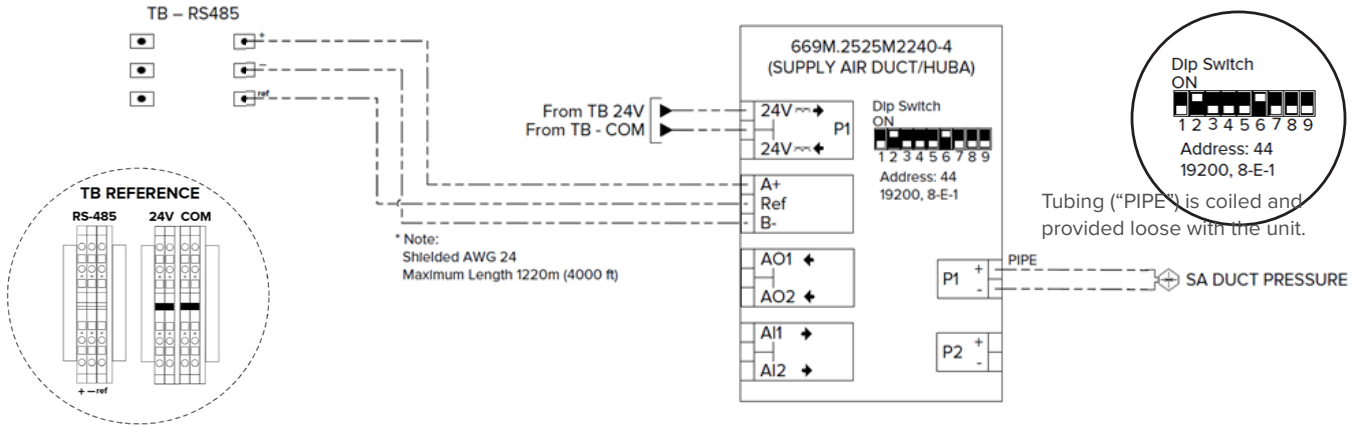 TB – RS485
+
–
ref
TB REFERENCE
RS-485 24V COM
+ – ref
From TB 24V
From TB - COM
* Note:
Shielded AWG 24
Maximum Length 1220m (4000 ft)
669M.2525M2240-4
(SUPPLY AIR DUCT/HUBA)
24V
P1
24V
Dip Switch
ON
1 2 3 4 5 6 7 8 9
Address: 44
19200, 8-E-1
A+
Ref
B-
AO1
AO2
AI1
AI2
P1 + -
P2 + -
PIPE
SA DUCT PRESSURE
Dip Switch
ON
1 2 3 4 5 6 7 8 9
Address: 44
19200, 8-E-1
Tubing (“PIPE”) is coiled and
provided loose with the unit.